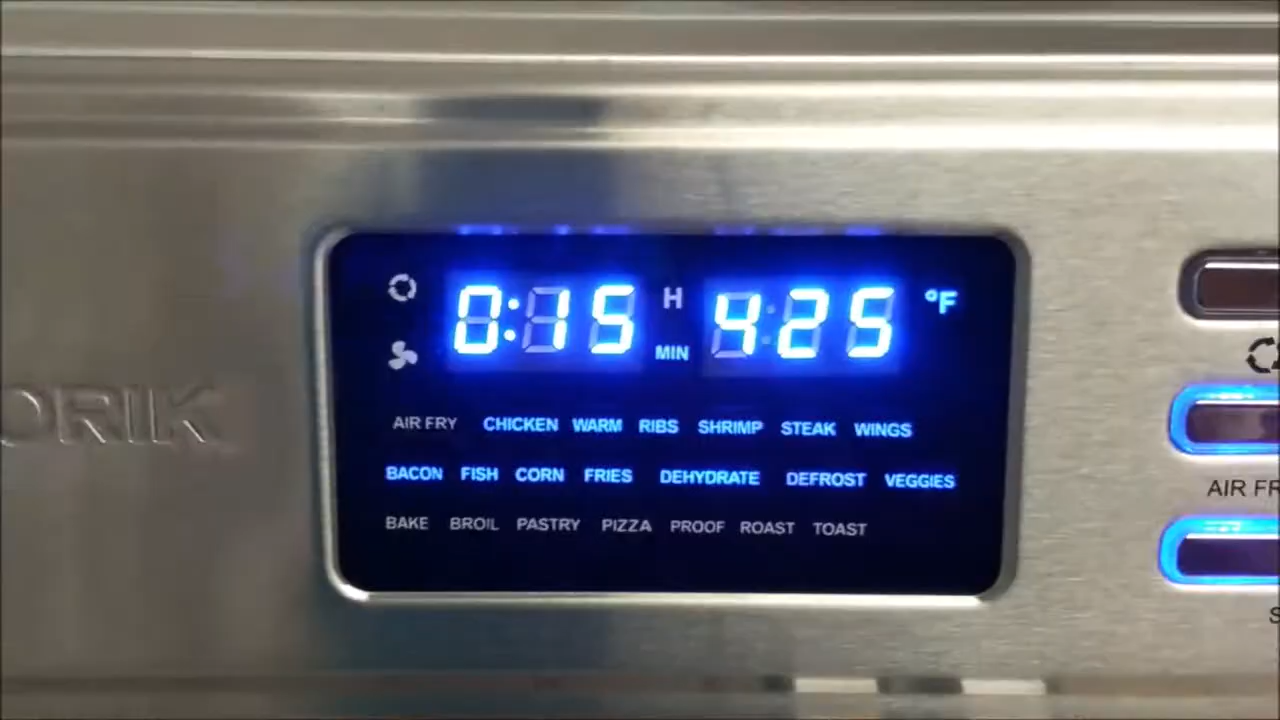 0:15 H 425 °F
MIN
AIR FRY CHICKEN WARM RIBS SHRIMP STEAK WINGS
BACON FISH CORN FRIES DEHYDRATE DEFROST VEGGIES
BAKE BROIL PASTRY PIZZA PROOF ROAST TOAST
ORIK
AIR FR
S